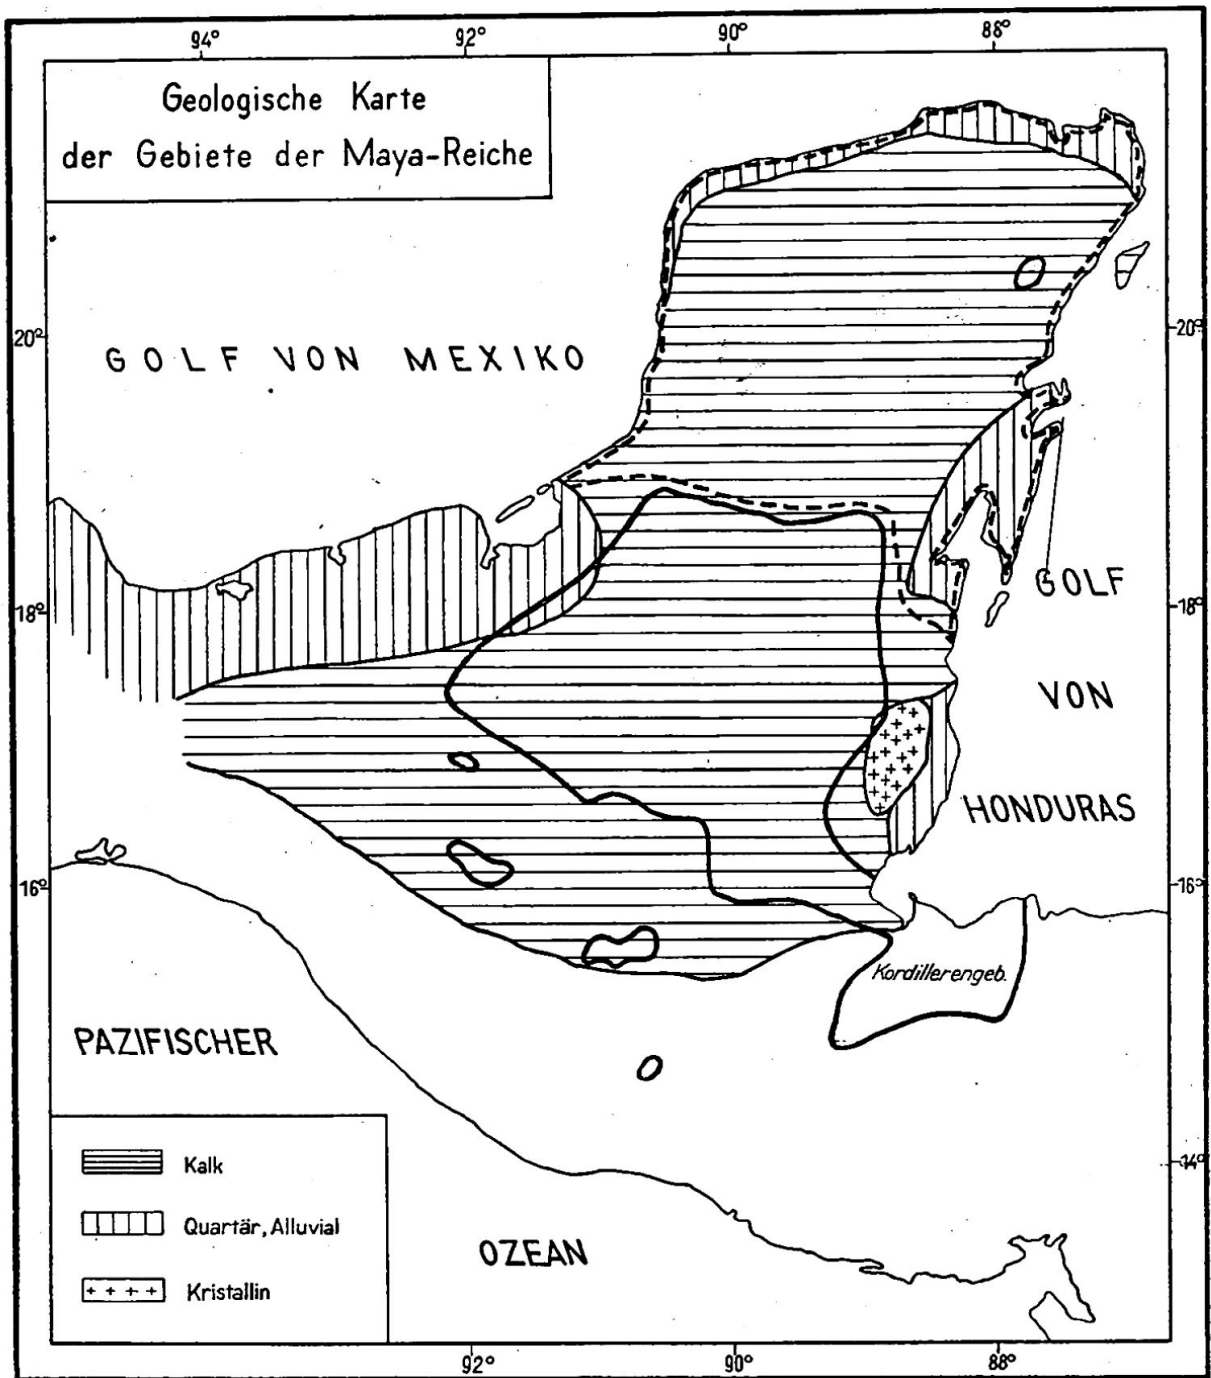 94° 92° 90° 88°
Geologische Karte
der Gebiete der Maya-Reiche
20° 20°
GOLF VON MEXIKO
18° 18°
GOLF
VON
HONDURAS
16° 16°
Kordillerengeb.
PAZIFISCHER
14°
Kalk
Quartär, Alluvial
OZEAN
Kristallin
92° 90° 88°